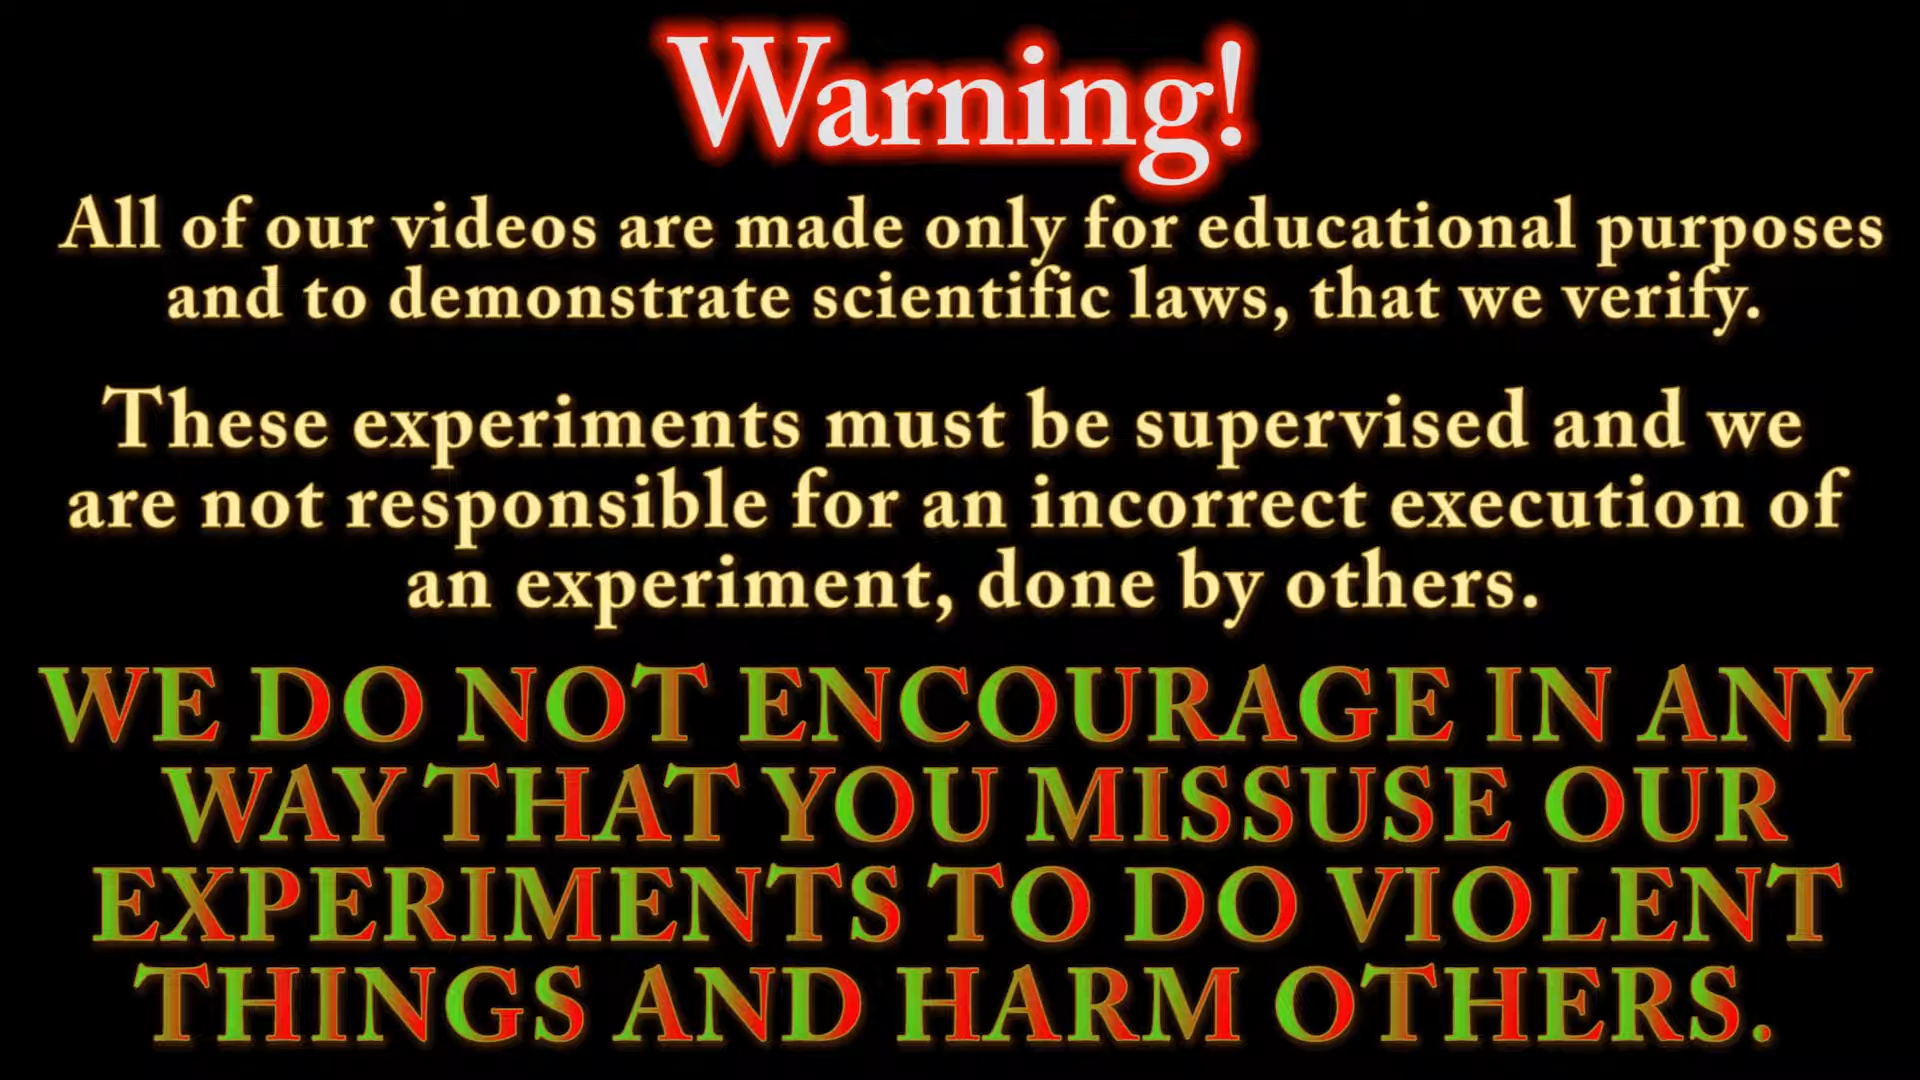 Warning!
All of our videos are made only for educational purposes
and to demonstrate scientific laws, that we verify.
These experiments must be supervised and we
are not responsible for an incorrect execution of
an experiment, done by others.
WE DO NOT ENCOURAGE IN ANY
WAY THAT YOU MISSUSE OUR
EXPERIMENTS TO DO VIOLENT
THINGS AND HARM OTHERS.